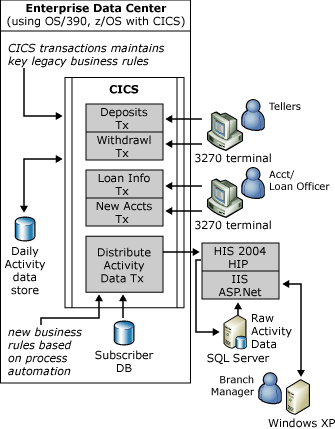 Enterprise Data Center
(using OS/390, z/OS with CICS)
CICS transactions maintains
key legacy business rules
CICS
Deposits
Tx
Withdrawl
Tx
Tellers
3270 terminal
Loan Info
Tx
New Accts
Tx
Acct/
Loan Officer
3270 terminal
Daily
Activity
data
store
Distribute
Activity
Data Tx
HIS 2004
HIP
IIS
ASP.Net
new business
rules based
on process
automation
Subscriber
DB
Raw
Activity
Data
SQL Server
Branch
Manager
Windows XP